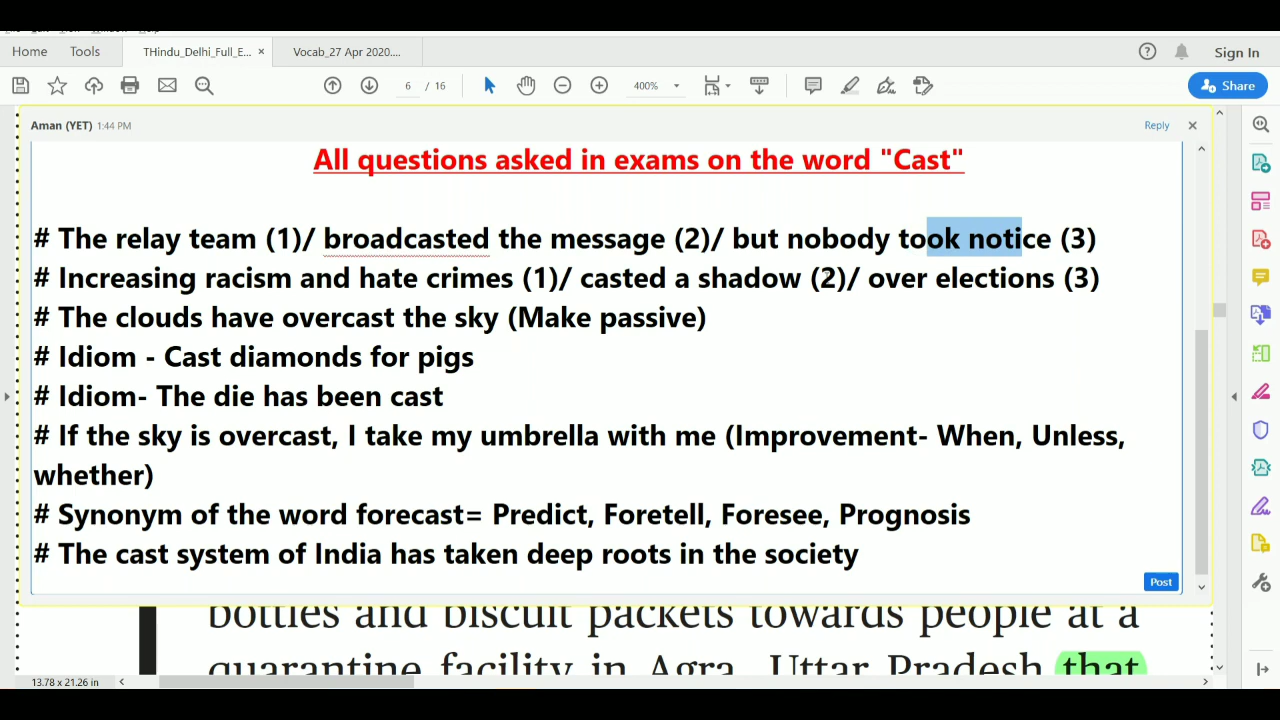 Home Tools THindu_Delhi_Full_E... × Vocab_27 Apr 2020.... Sign In
6 / 16 400% Share
Aman (YET) 1:44 PM Reply
All questions asked in exams on the word "Cast"
# The relay team (1)/ broadcasted the message (2)/ but nobody took notice (3)
# Increasing racism and hate crimes (1)/ casted a shadow (2)/ over elections (3)
# The clouds have overcast the sky (Make passive)
# Idiom - Cast diamonds for pigs
# Idiom- The die has been cast
# If the sky is overcast, I take my umbrella with me (Improvement- When, Unless,
whether)
# Synonym of the word forecast= Predict, Foretell, Foresee, Prognosis
# The cast system of India has taken deep roots in the society
Post
bottles and biscuit packets towards people at a
quarantine facility in Agra, Uttar Pradesh that
13.78 x 21.26 in